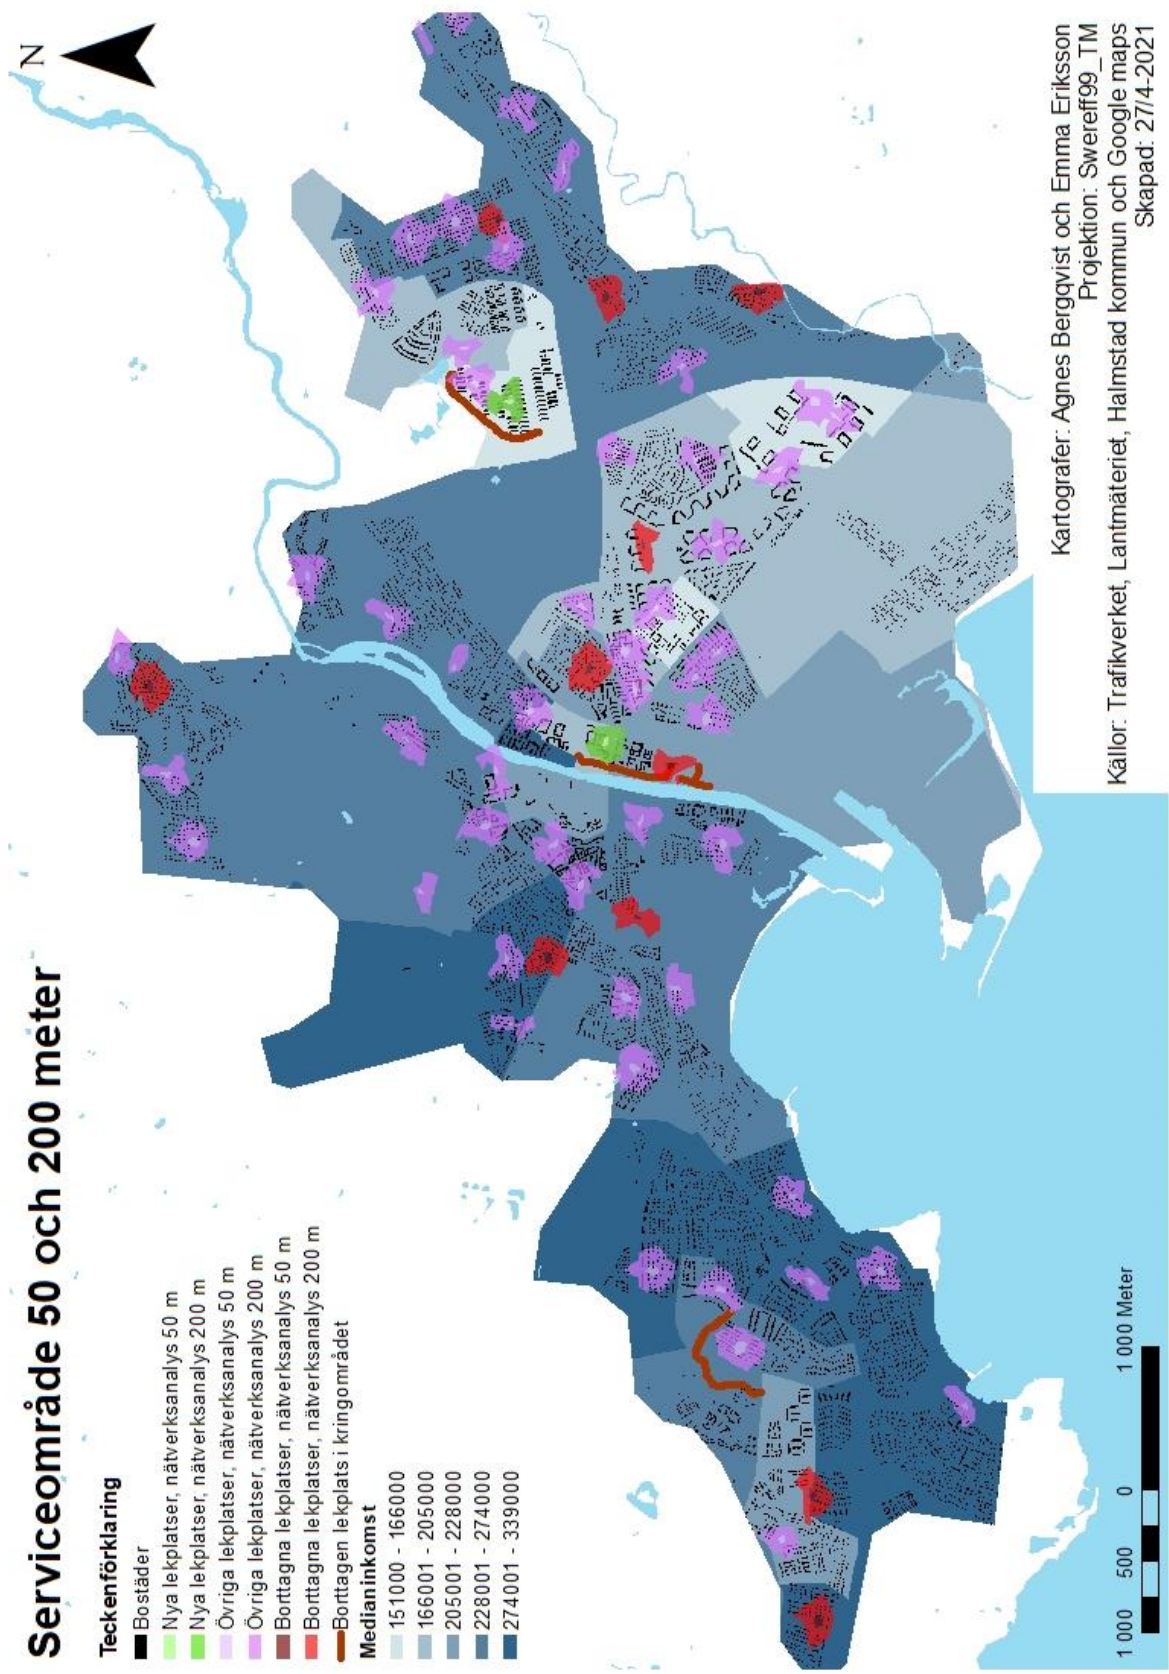 Serviceområde 50 och 200 meter
N
Teckenförklaring
Bostäder
Nya lekplatser, nätverksanalys 50 m
Nya lekplatser, nätverksanalys 200 m
Övriga lekplatser, nätverksanalys 50 m
Övriga lekplatser, nätverksanalys 200 m
Borttagna lekplatser, nätverksanalys 50 m
Borttagna lekplatser, nätverksanalys 200 m
Borttagen lekplats i kringområdet
Medianinkomst
151000 - 166000
166001 - 205000
205001 - 228000
228001 - 274000
274001 - 339000
1 000 500 0 1 000 Meter
Kartografer: Agnes Bergqvist och Emma Eriksson
Projektion: Swereff99_TM
Källor: Trafikverket, Lantmäteriet, Halmstad kommun och Google maps
Skapad: 27/4-2021